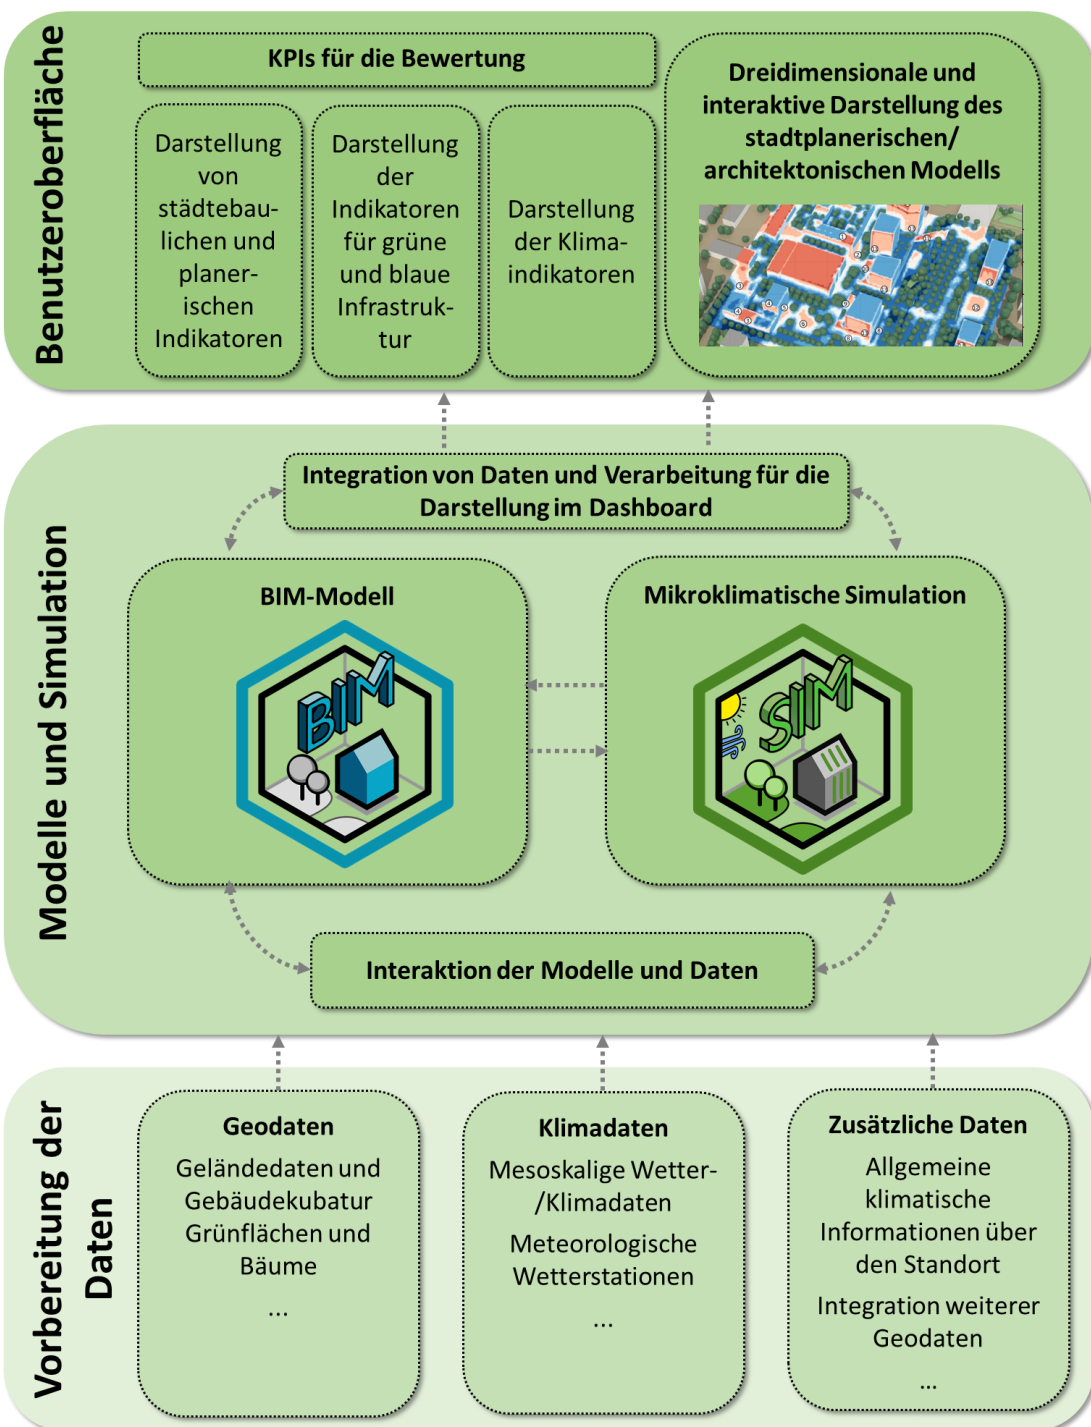 Benutzeroberfläche
KPIs für die Bewertung
Darstellung
von
städtebau-
lichen und
planer-
ischen
Indikatoren
Darstellung
der
Indikatoren
für grüne
und blaue
Infrastruk-
tur
Darstellung
der Klima-
indikatoren
Dreidimensionale und
interaktive Darstellung des
stadtplanerischen/
architektonischen Modells
Modelle und Simulation
Integration von Daten und Verarbeitung für die
Darstellung im Dashboard
BIM-Modell
BIM
Mikroklimatische Simulation
SIM
Interaktion der Modelle und Daten
Vorbereitung der
Daten
Geodaten
Geländedaten und
Gebäudekubatur
Grünflächen und
Bäume
...
Klimadaten
Mesoskalige Wetter-
/Klimadaten
Meteorologische
Wetterstationen
...
Zusätzliche Daten
Allgemeine
klimatische
Informationen über
den Standort
Integration weiterer
Geodaten
...